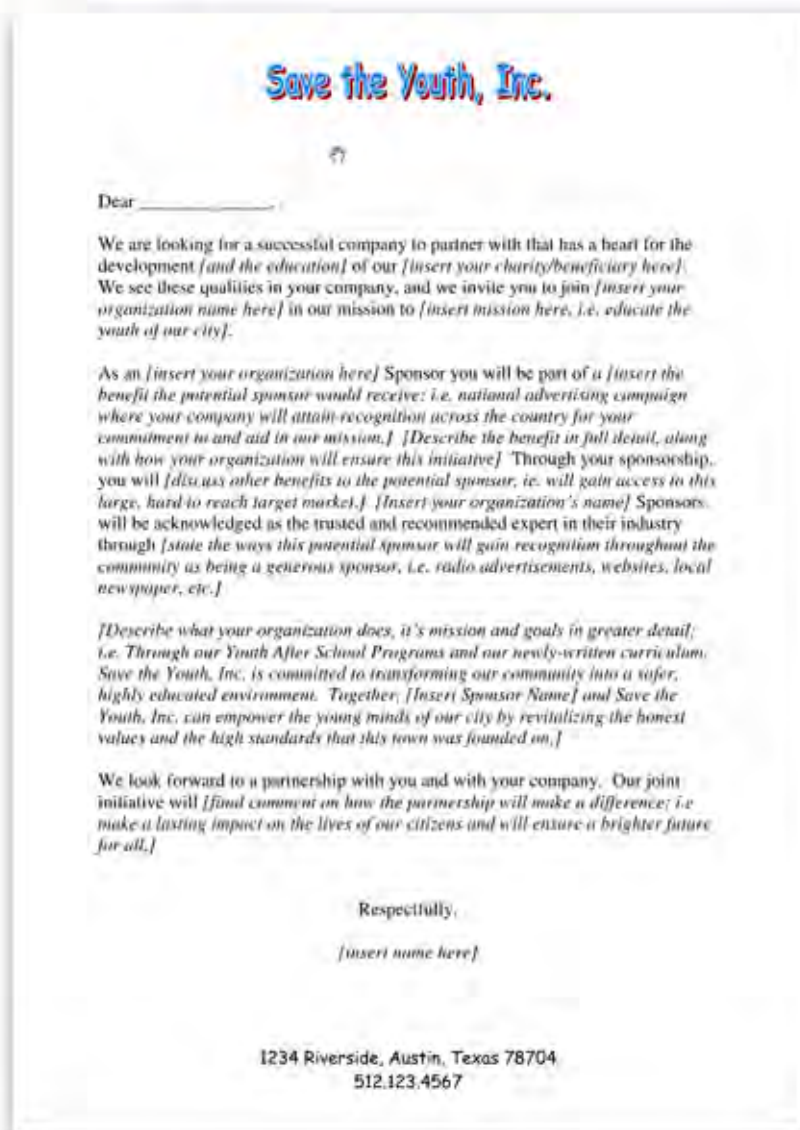 Save the Youth, Inc.
Dear _______________ .
We are looking for a successful company to partner with that has a heart for the
development [and the education] of our [insert your charity/beneficiary here].
We see these qualities in your company, and we invite you to join [insert your
organization name here] in our mission to [insert mission here, i.e. educate the
youth of our city].
As an [insert your organization here] Sponsor you will be part of a [insert the
benefit the potential sponsor would receive: i.e. national advertising campaign
where your company will attain recognition across the country for your
commitment to and aid in our mission.] [Describe the benefit in full detail, along
with how your organization will ensure this initiative] Through your sponsorship,
you will [discuss other benefits to the potential sponsor, ie. will gain access to this
large, hard to reach target market.] [Insert your organization's name] Sponsors
will be acknowledged as the trusted and recommended expert in their industry
through [state the ways this potential sponsor will gain recognition throughout the
community as being a generous sponsor, i.e. radio advertisements, websites, local
newspaper, etc.]
[Describe what your organization does, it's mission and goals in greater detail;
i.e. Through our Youth After School Programs and our newly-written curriculum,
Save the Youth, Inc. is committed to transforming our community into a safer,
highly educated environment. Together, [Insert Sponsor Name] and Save the
Youth, Inc. can empower the young minds of our city by revitalizing the honest
values and the high standards that this town was founded on.]
We look forward to a partnership with you and with your company. Our joint
initiative will [final comment on how the partnership will make a difference; i.e
make a lasting impact on the lives of our citizens and will ensure a brighter future
for all.]
Respectfully,
[insert name here]
1234 Riverside, Austin, Texas 78704
512.123.4567